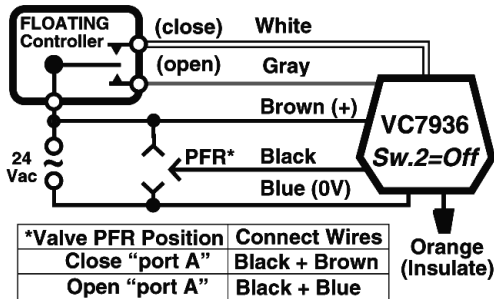 FLOATING
Controller
(close) White
(open) Gray
Brown (+)
24
Vac
PFR* Black
Blue (0V)
VC7936
Sw.2=Off
Orange
(Insulate)
*Valve PFR Position Connect Wires
Close “port A” Black + Brown
Open “port A” Black + Blue